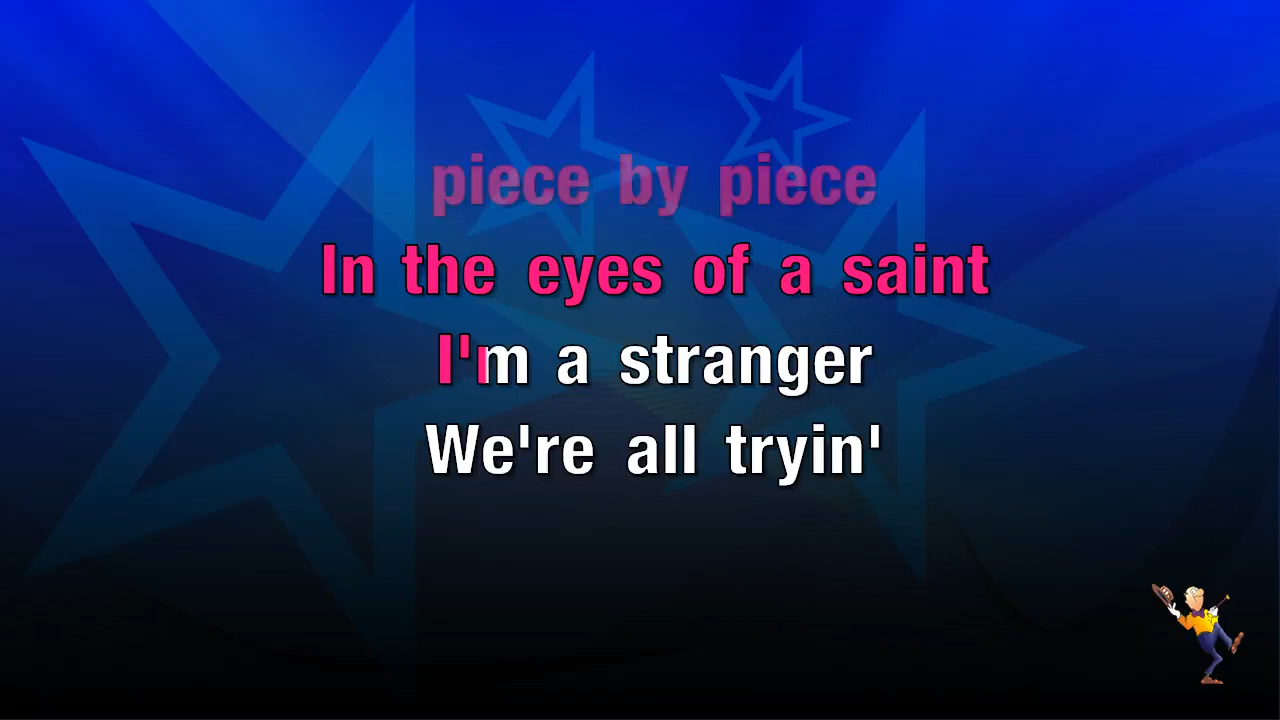 piece by piece
In the eyes of a saint
I'm a stranger
We're all tryin'